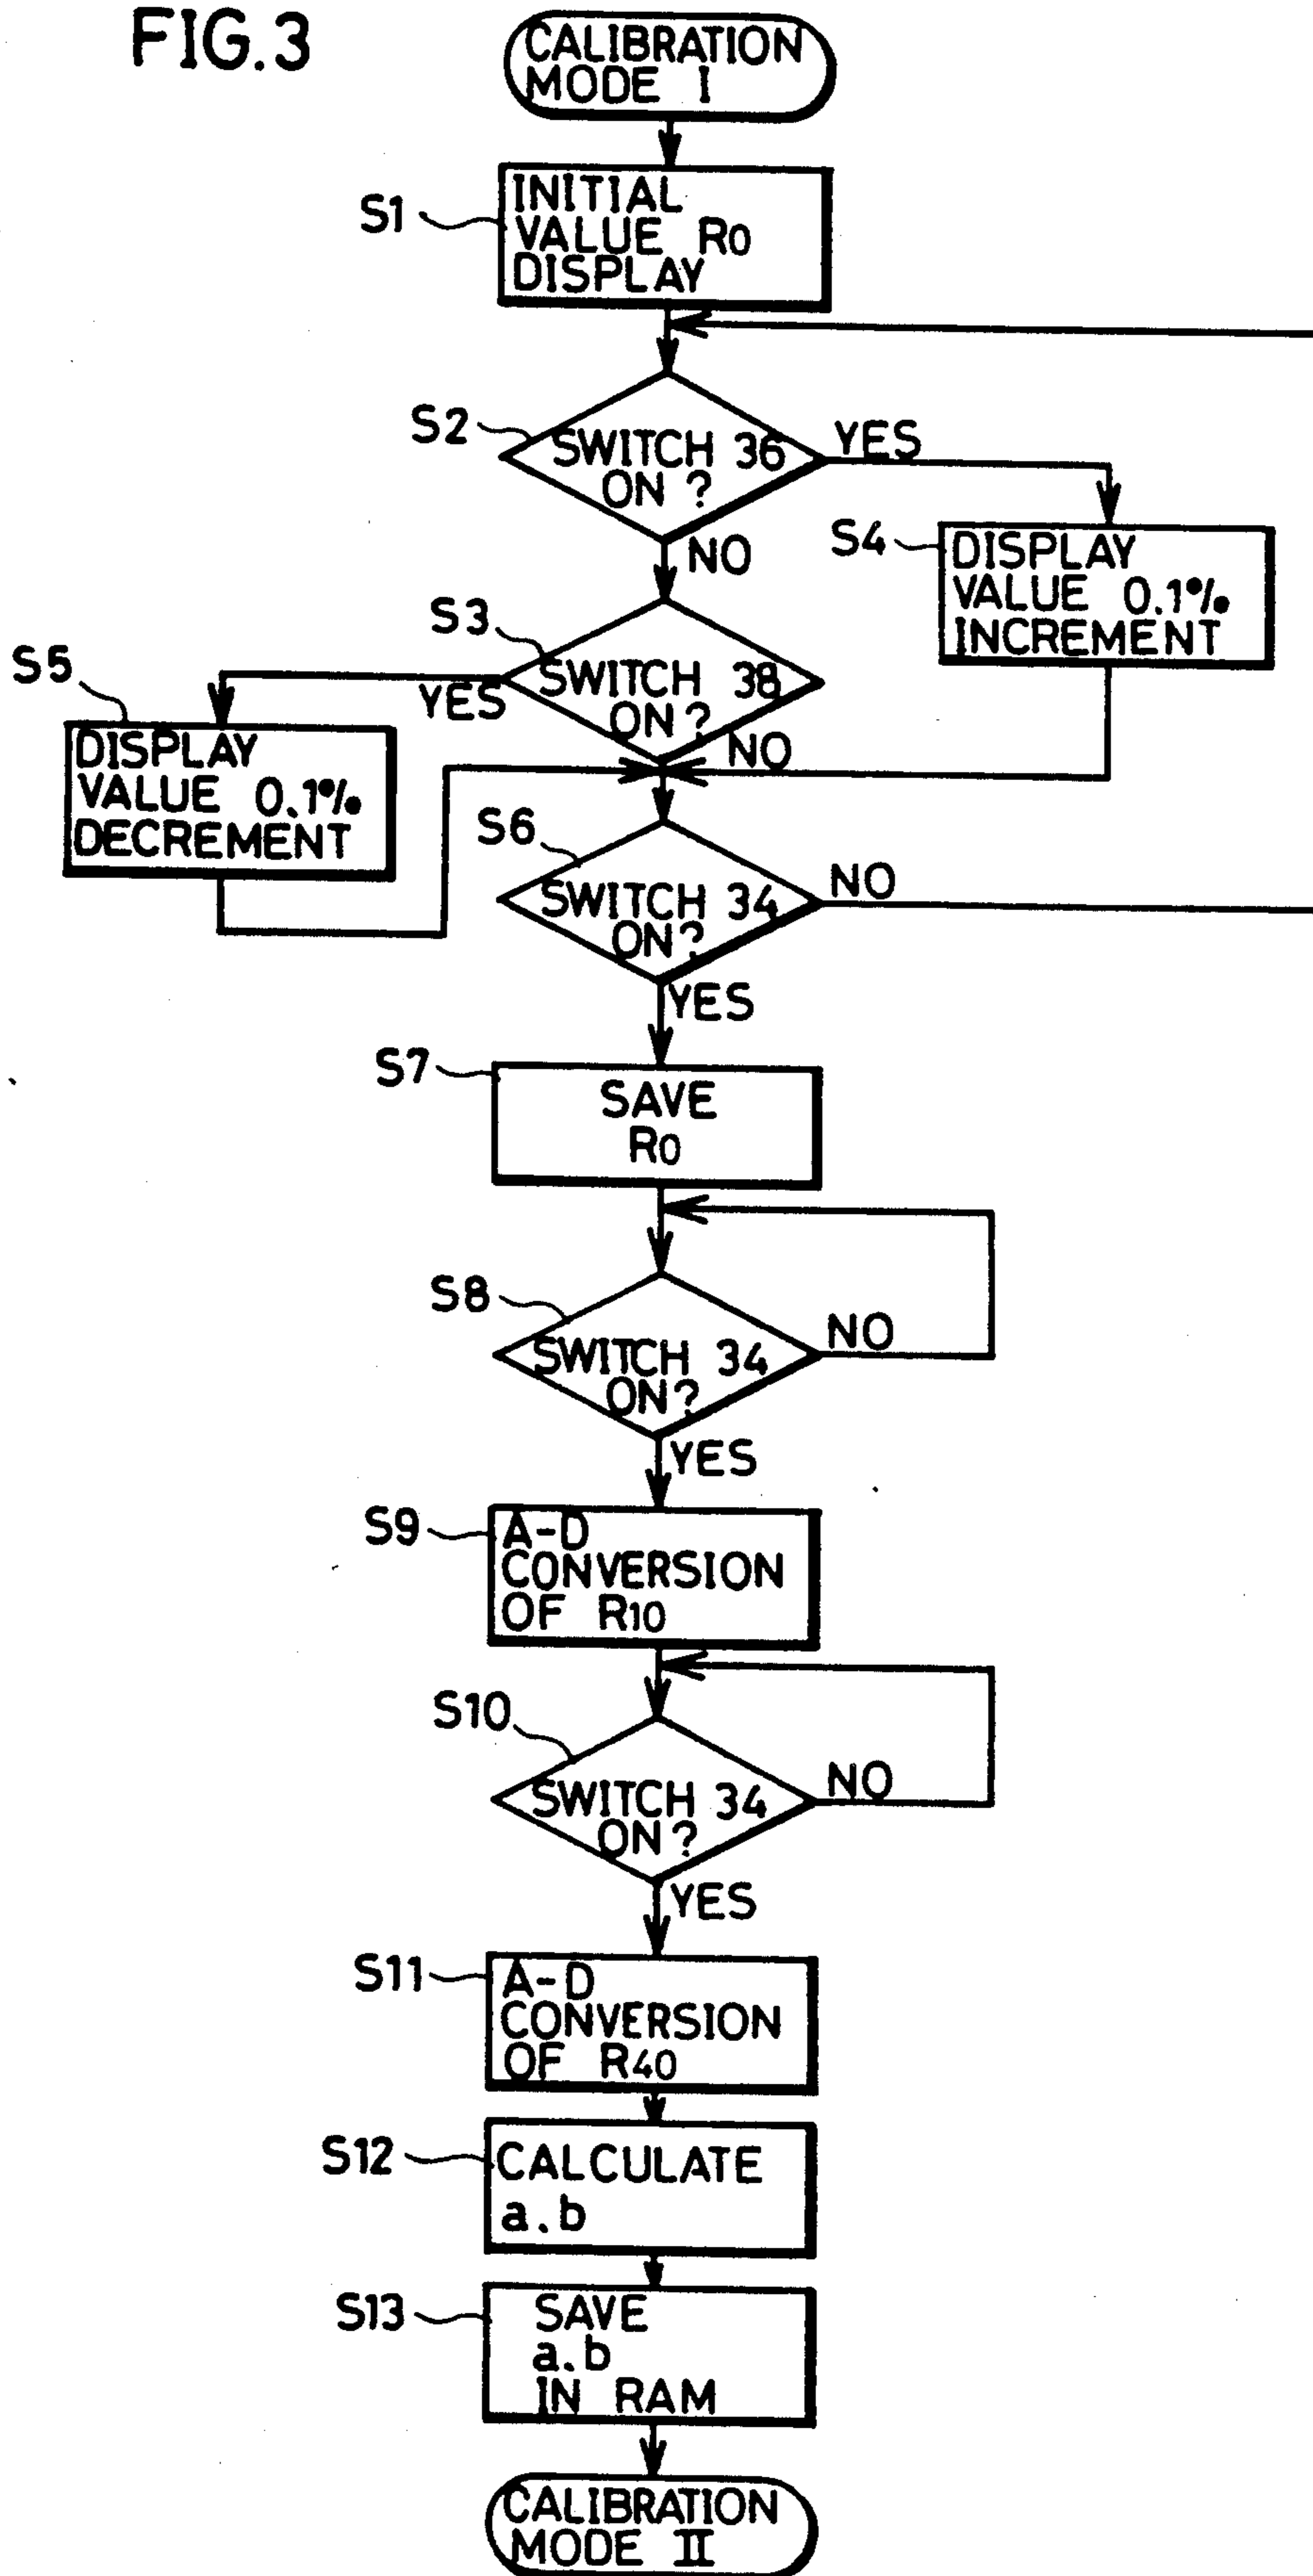 FIG.3
CALIBRATION
MODE I
S1
INITIAL
VALUE R0
DISPLAY
S2
SWITCH 36
ON ?
YES
NO
S4
DISPLAY
VALUE 0.1%
INCREMENT
S3
SWITCH 38
ON ?
YES
NO
S5
DISPLAY
VALUE 0.1%
DECREMENT
S6
SWITCH 34
ON?
NO
YES
S7
SAVE
R0
S8
SWITCH 34
ON?
NO
YES
S9
A-D
CONVERSION
OF R10
S10
SWITCH 34
ON?
NO
YES
S11
A-D
CONVERSION
OF R40
S12
CALCULATE
a.b
S13
SAVE
a.b
IN RAM
CALIBRATION
MODE II